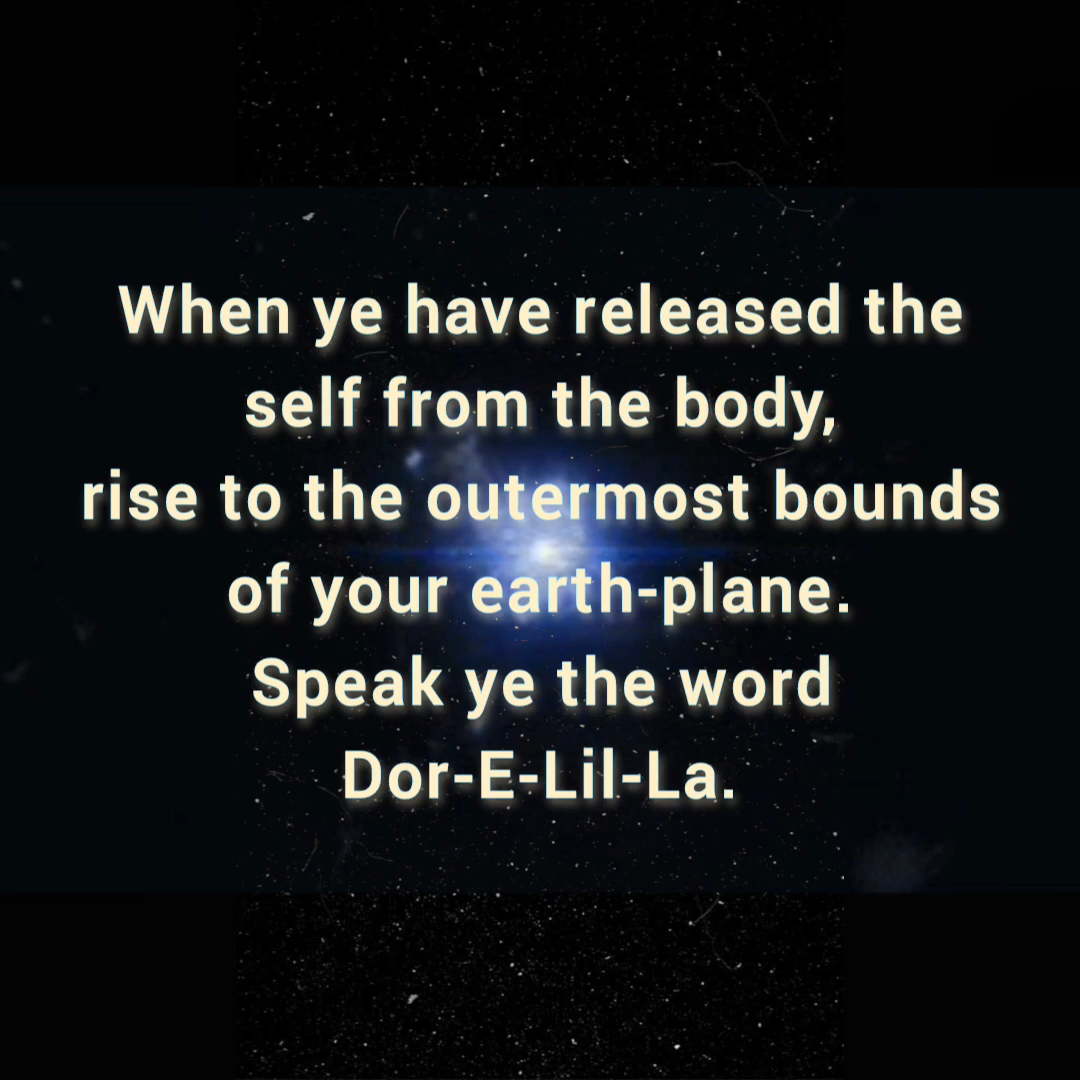 When ye have released the
self from the body,
rise to the outermost bounds
of your earth-plane.
Speak ye the word
Dor-E-Lil-La.